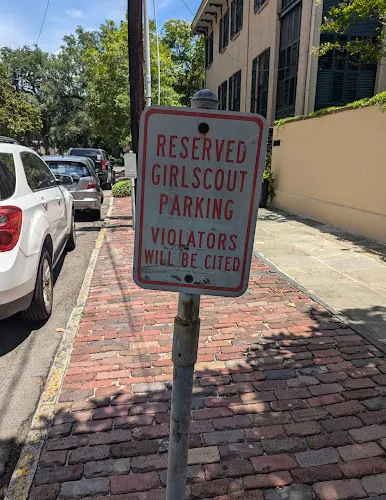 RESERVED
GIRLSCOUT
PARKING
VIOLATORS
WILL BE CITED